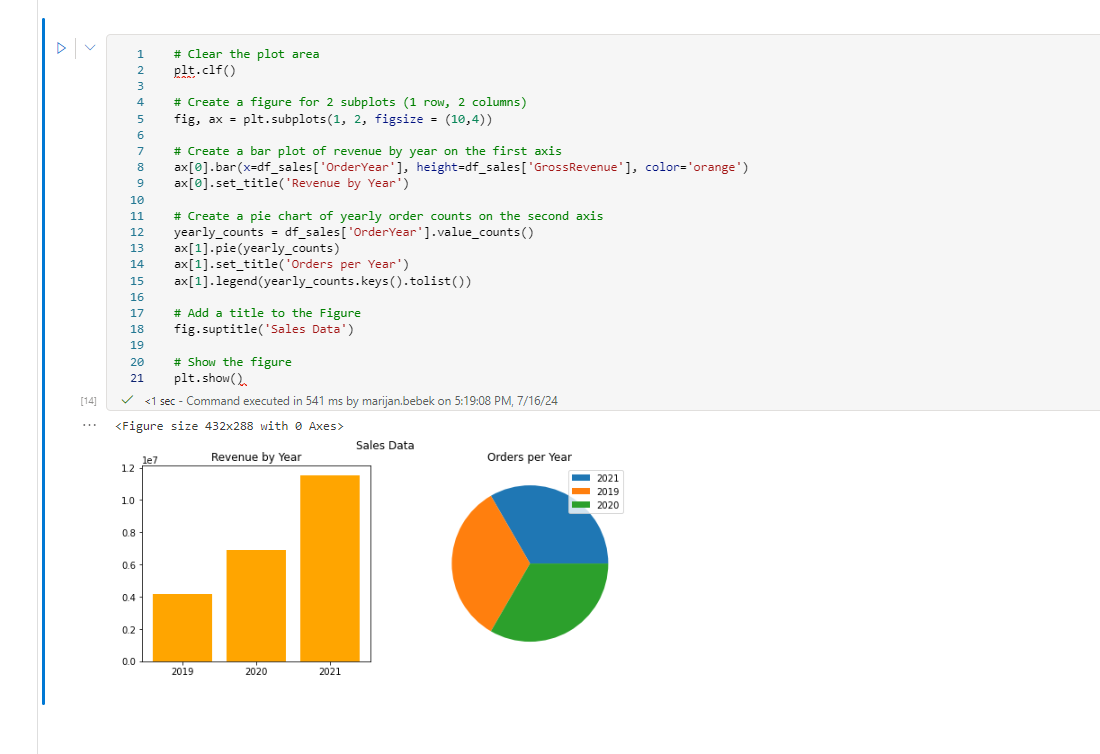 1 # Clear the plot area
2 plt.clf()
3
4 # Create a figure for 2 subplots (1 row, 2 columns)
5 fig, ax = plt.subplots(1, 2, figsize = (10,4))
6
7 # Create a bar plot of revenue by year on the first axis
8 ax[0].bar(x=df_sales['OrderYear'], height=df_sales['GrossRevenue'], color='orange')
9 ax[0].set_title('Revenue by Year')
10
11 # Create a pie chart of yearly order counts on the second axis
12 yearly_counts = df_sales['OrderYear'].value_counts()
13 ax[1].pie(yearly_counts)
14 ax[1].set_title('Orders per Year')
15 ax[1].legend(yearly_counts.keys().tolist())
16
17 # Add a title to the Figure
18 fig.suptitle('Sales Data')
19
20 # Show the figure
21 plt.show()
[14] <1 sec - Command executed in 541 ms by marijan.bebek on 5:19:08 PM, 7/16/24
... <Figure size 432x288 with 0 Axes>
Sales Data
Revenue by Year
1e7
1.2
1.0
0.8
0.6
0.4
0.2
0.0
2019 2020 2021
Orders per Year
2021
2019
2020